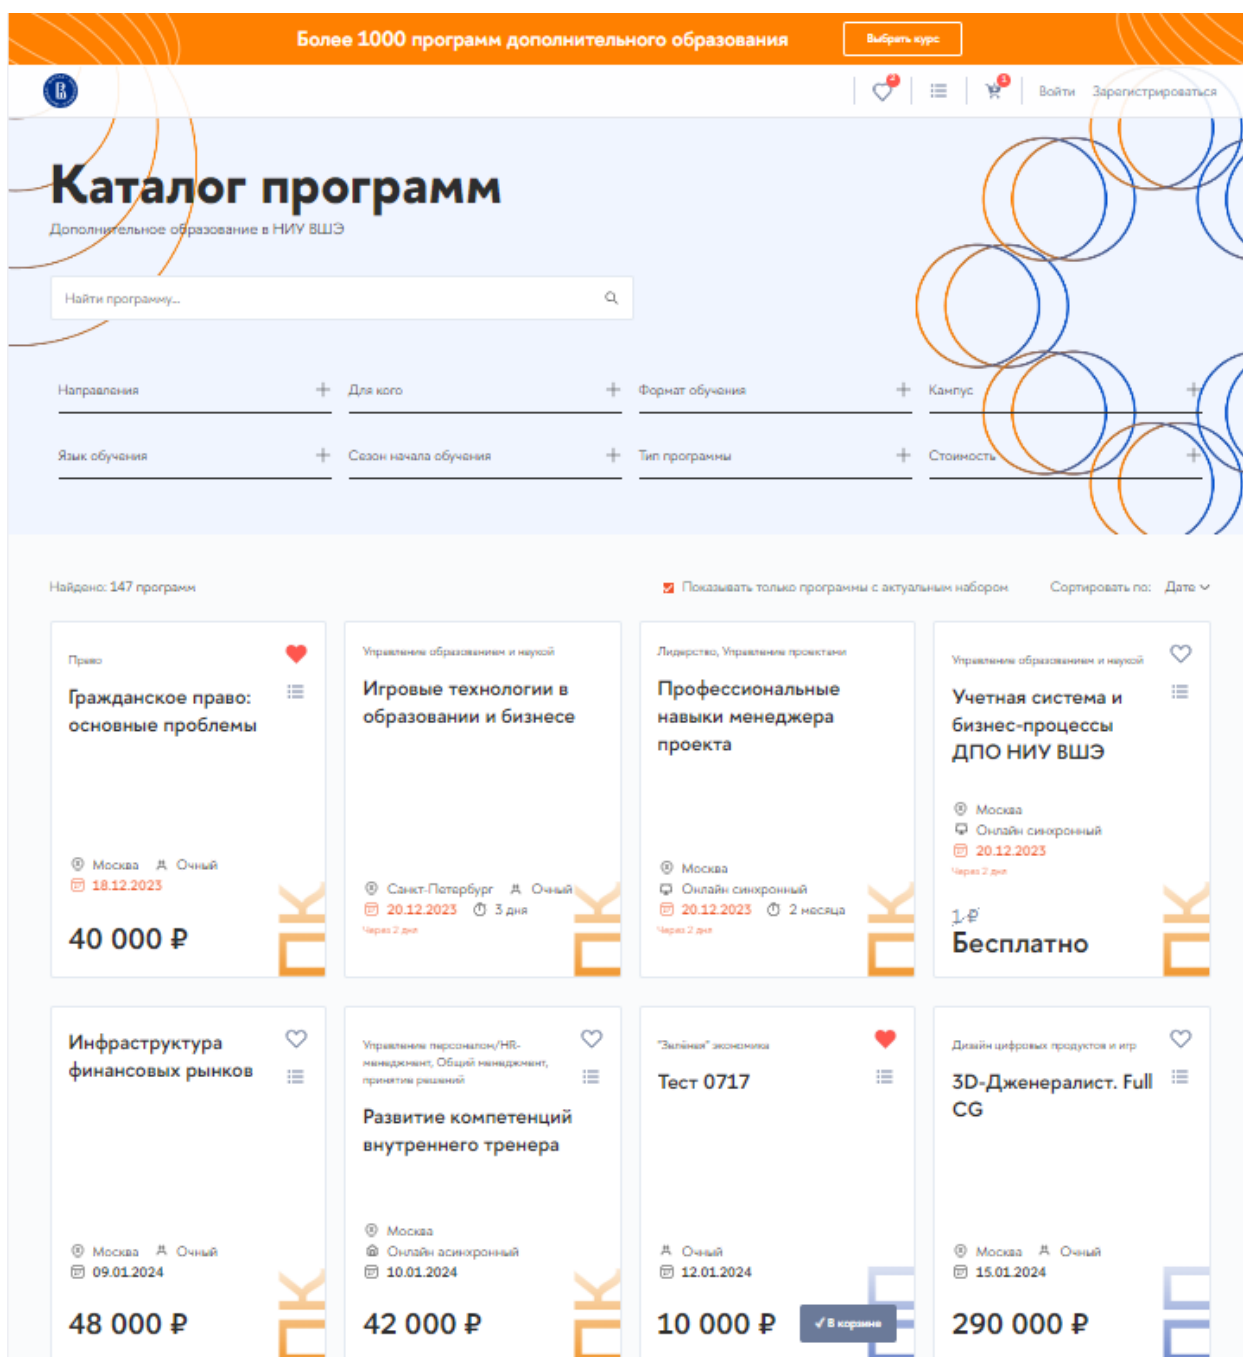 Более 1000 программ дополнительного образования
Выбрать курс
2
1
Войти
Зарегистрироваться
Каталог программ
Дополнительное образование в НИУ ВШЭ
Найти программу...
Направления
Для кого
Формат обучения
Кампус
Язык обучения
Сезон начала обучения
Тип программы
Стоимость
Найдено: 147 программ
Показывать только программы с актуальным набором
Сортировать по: Дате
Право
Гражданское право:
основные проблемы
Москва Очный
18.12.2023
40 000 ₽
ПК
Управление образованием и наукой
Игровые технологии в
образовании и бизнесе
Санкт-Петербург Очный
20.12.2023 3 дня
Через 2 дня
ПК
Лидерство, Управление проектами
Профессиональные
навыки менеджера
проекта
Москва
Онлайн синхронный
20.12.2023 2 месяца
Через 2 дня
ПК
Управление образованием и наукой
Учетная система и
бизнес-процессы
ДПО НИУ ВШЭ
Москва
Онлайн синхронный
20.12.2023
Через 2 дня
1 ₽
Бесплатно
ПК
Инфраструктура
финансовых рынков
Москва Очный
09.01.2024
48 000 ₽
ПК
Управление персоналом/HR-
менеджмент, Общий менеджмент,
принятие решений
Развитие компетенций
внутреннего тренера
Москва
Онлайн асинхронный
10.01.2024
42 000 ₽
ПК
"Зелёная" экономика
Тест 0717
Очный
12.01.2024
10 000 ₽
В корзине
Дизайн цифровых продуктов и игр
3D-Дженералист. Full
CG
Москва Очный
15.01.2024
290 000 ₽